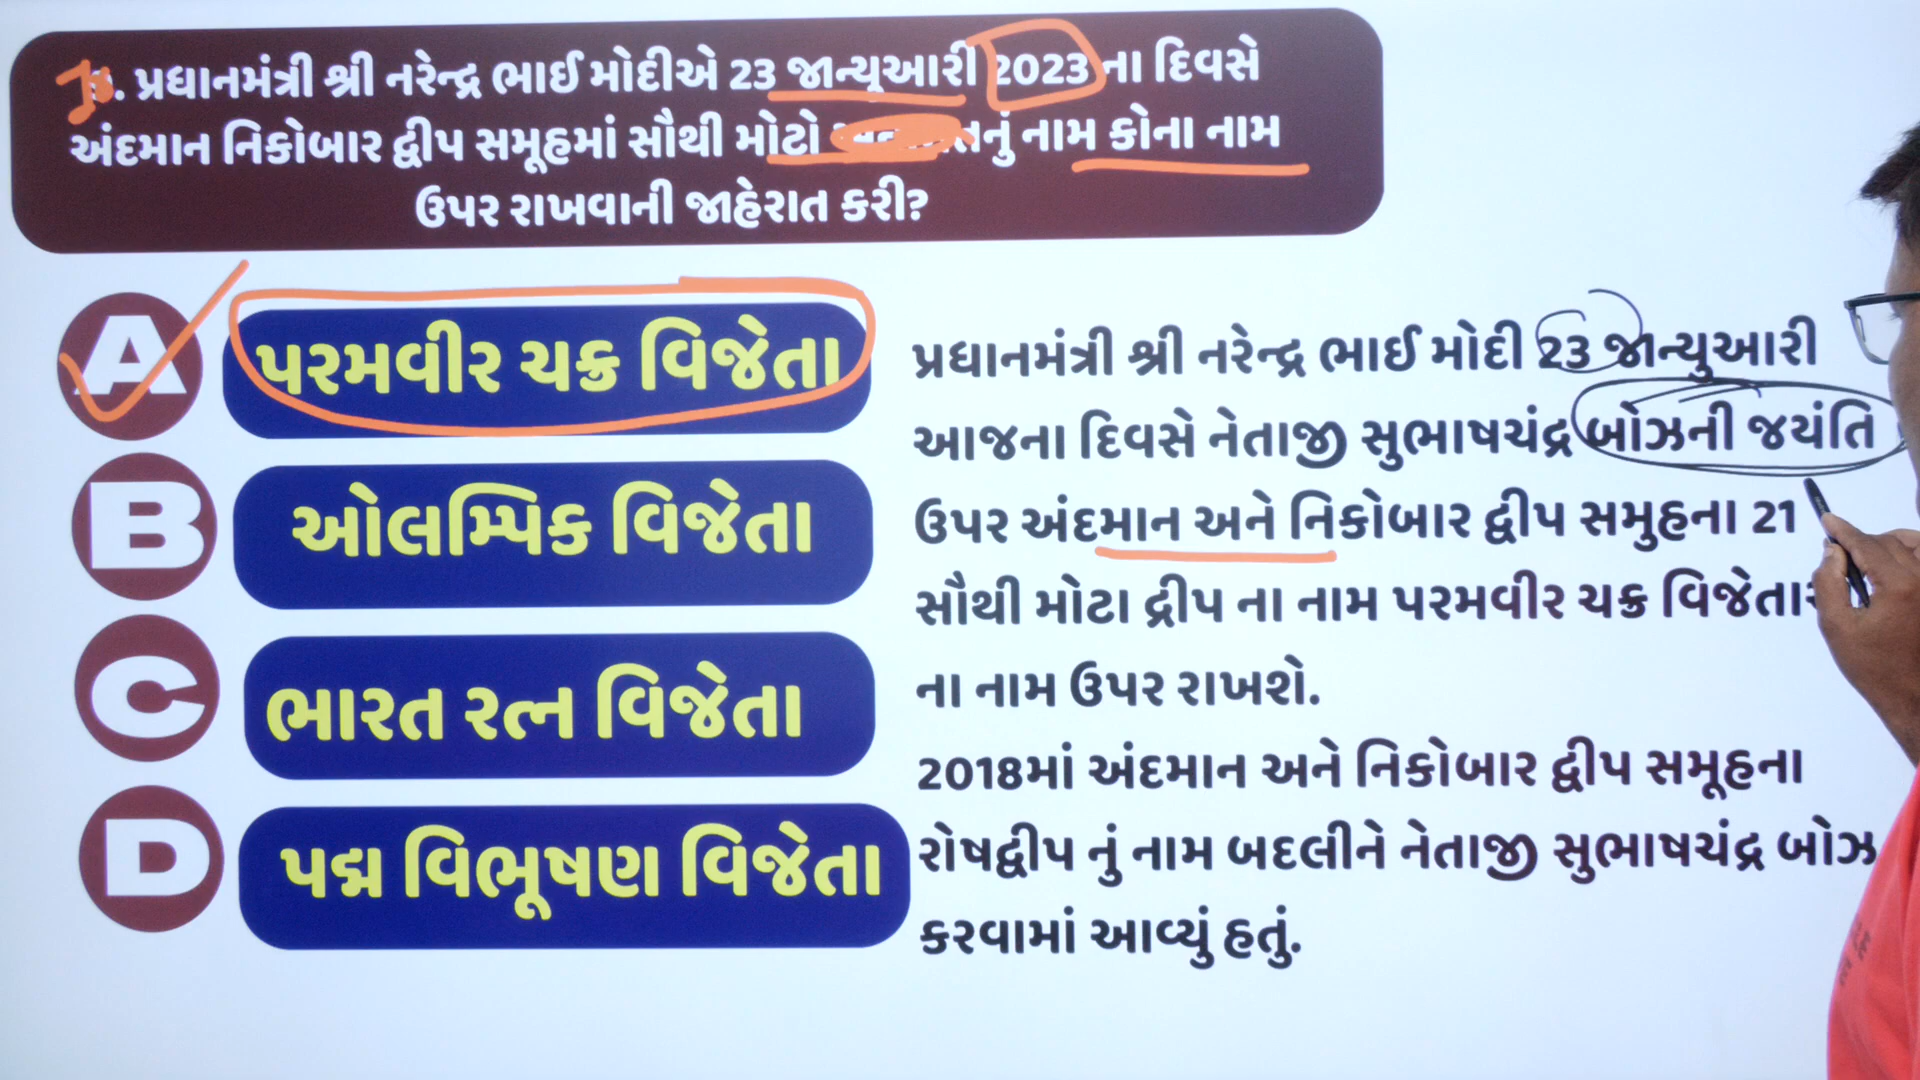 પ્રધાનમંત્રી શ્રી નરેન્દ્ર ભાઈ મોદીએ 23 જાન્યુઆરી 2023 ના દિવસે
અંદમાન નિકોબાર દ્વીપ સમૂહમાં સૌથી મોટો નામ કોના નામ
ઉપર રાખવાની જાહેરાત કરી?
A પરમવીર ચક્ર વિજેતા
B ઓલમ્પિક વિજેતા
C ભારત રત્ન વિજેતા
D પદ્મ વિભૂષણ વિજેતા
પ્રધાનમંત્રી શ્રી નરેન્દ્ર ભાઈ મોદી 23 જાન્યુઆરી
આજના દિવસે નેતાજી સુભાષચંદ્ર બોઝની જયંતિ
ઉપર અંદમાન અને નિકોબાર દ્વીપ સમુહના 21
સૌથી મોટા દ્રીપ ના નામ પરમવીર ચક્ર
ના નામ ઉપર રાખશે.
2018માં અંદમાન અને નિકોબાર દ્વીપ સમૂહના
રોષદ્વીપ નું નામ બદલીને નેતાજી સુભાષચંદ્ર બોઝ
કરવામાં આવ્યું હતું.